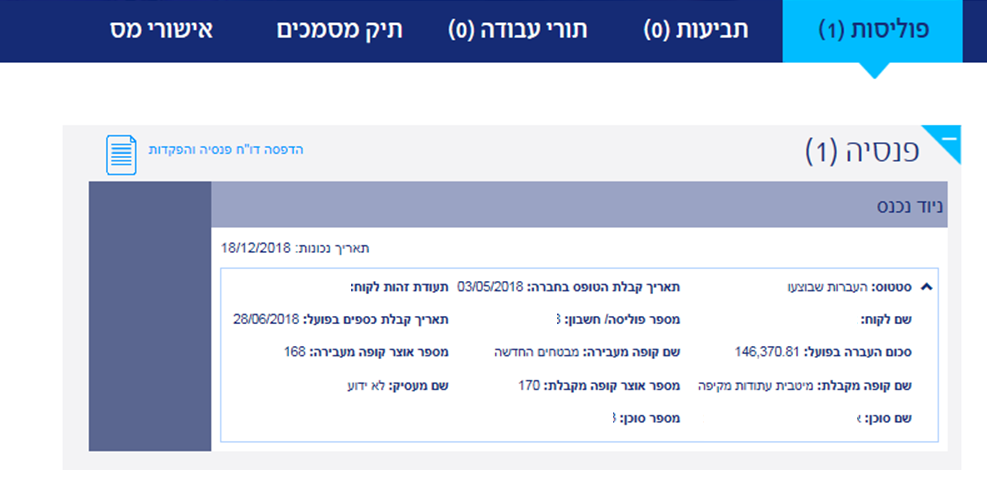 פוליסות (1) תביעות (0) תורי עבודה (0) תיק מסמכים אישורי מס
פנסיה (1) הדפסה דו"ח פנסיה והפקדות
ניוד נכנס
תאריך נכונות: 18/12/2018
סטטוס: העברות שבוצעו תאריך קבלת הטופס בחברה: 03/05/2018 תעודת זהות לקוח:
שם לקוח: מספר פוליסה/ חשבון: תאריך קבלת כספים בפועל: 28/06/2018
סכום העברה בפועל: 146,370.81 שם קופה מעבירה: מבטחים החדשה מספר אוצר קופה מעבירה: 168
שם קופה מקבלת: מיטבית עתודות מקיפה מספר אוצר קופה מקבלת: 170 שם מעסיק: לא ידוע
שם סוכן: מספר סוכן: